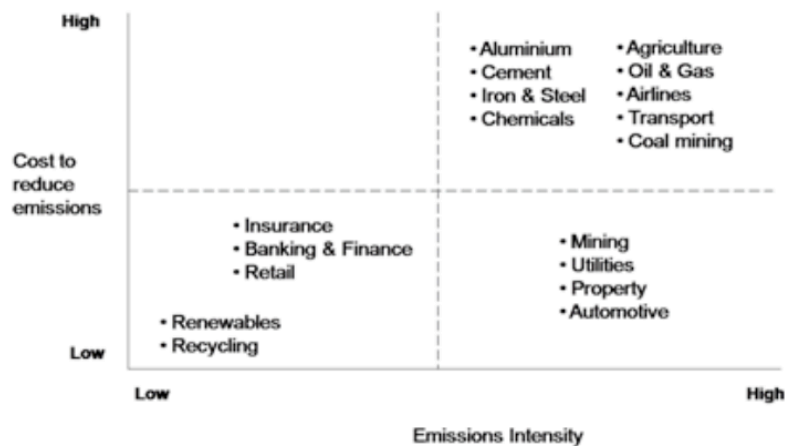 High
• Aluminium
• Cement
• Iron & Steel
• Chemicals
• Agriculture
• Oil & Gas
• Airlines
• Transport
• Coal mining
Cost to
reduce
emissions
• Insurance
• Banking & Finance
• Retail
• Mining
• Utilities
• Property
• Automotive
• Renewables
• Recycling
Low
Low
High
Emissions Intensity